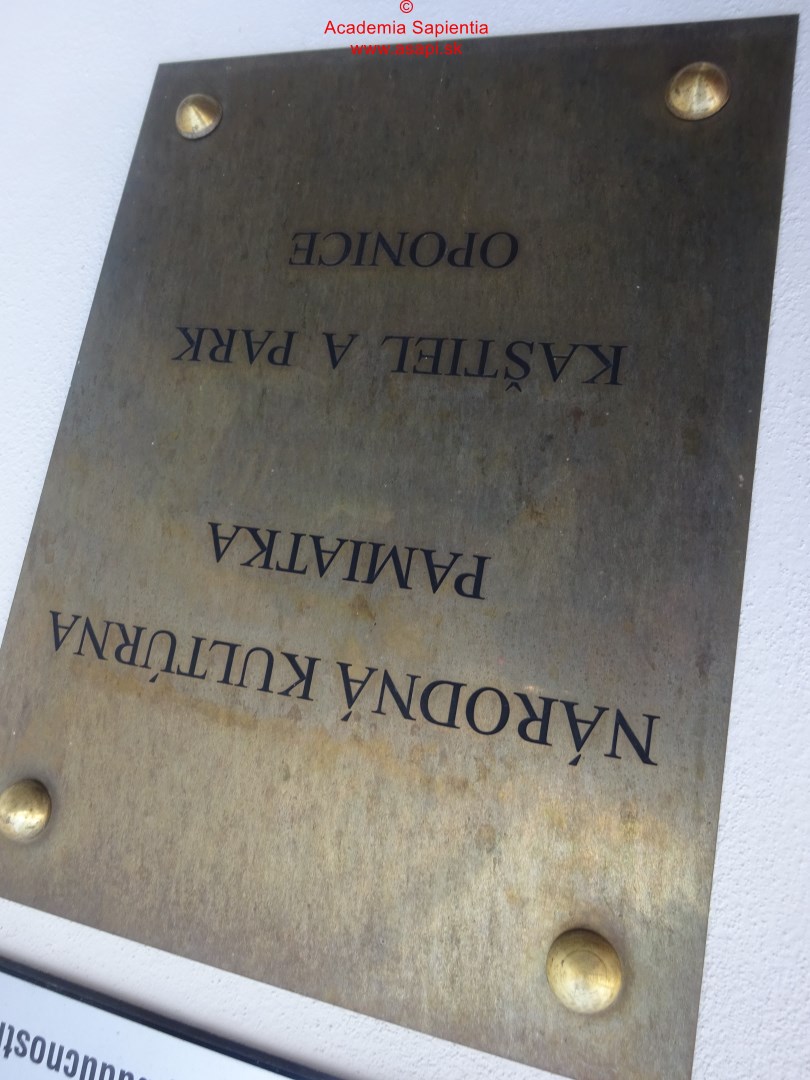 ©
Academia Sapientia
www.asapi.sk
NÁRODNÁ KULTÚRNA
PAMIATKA
KAŠTIEL A PARK
OPONICE